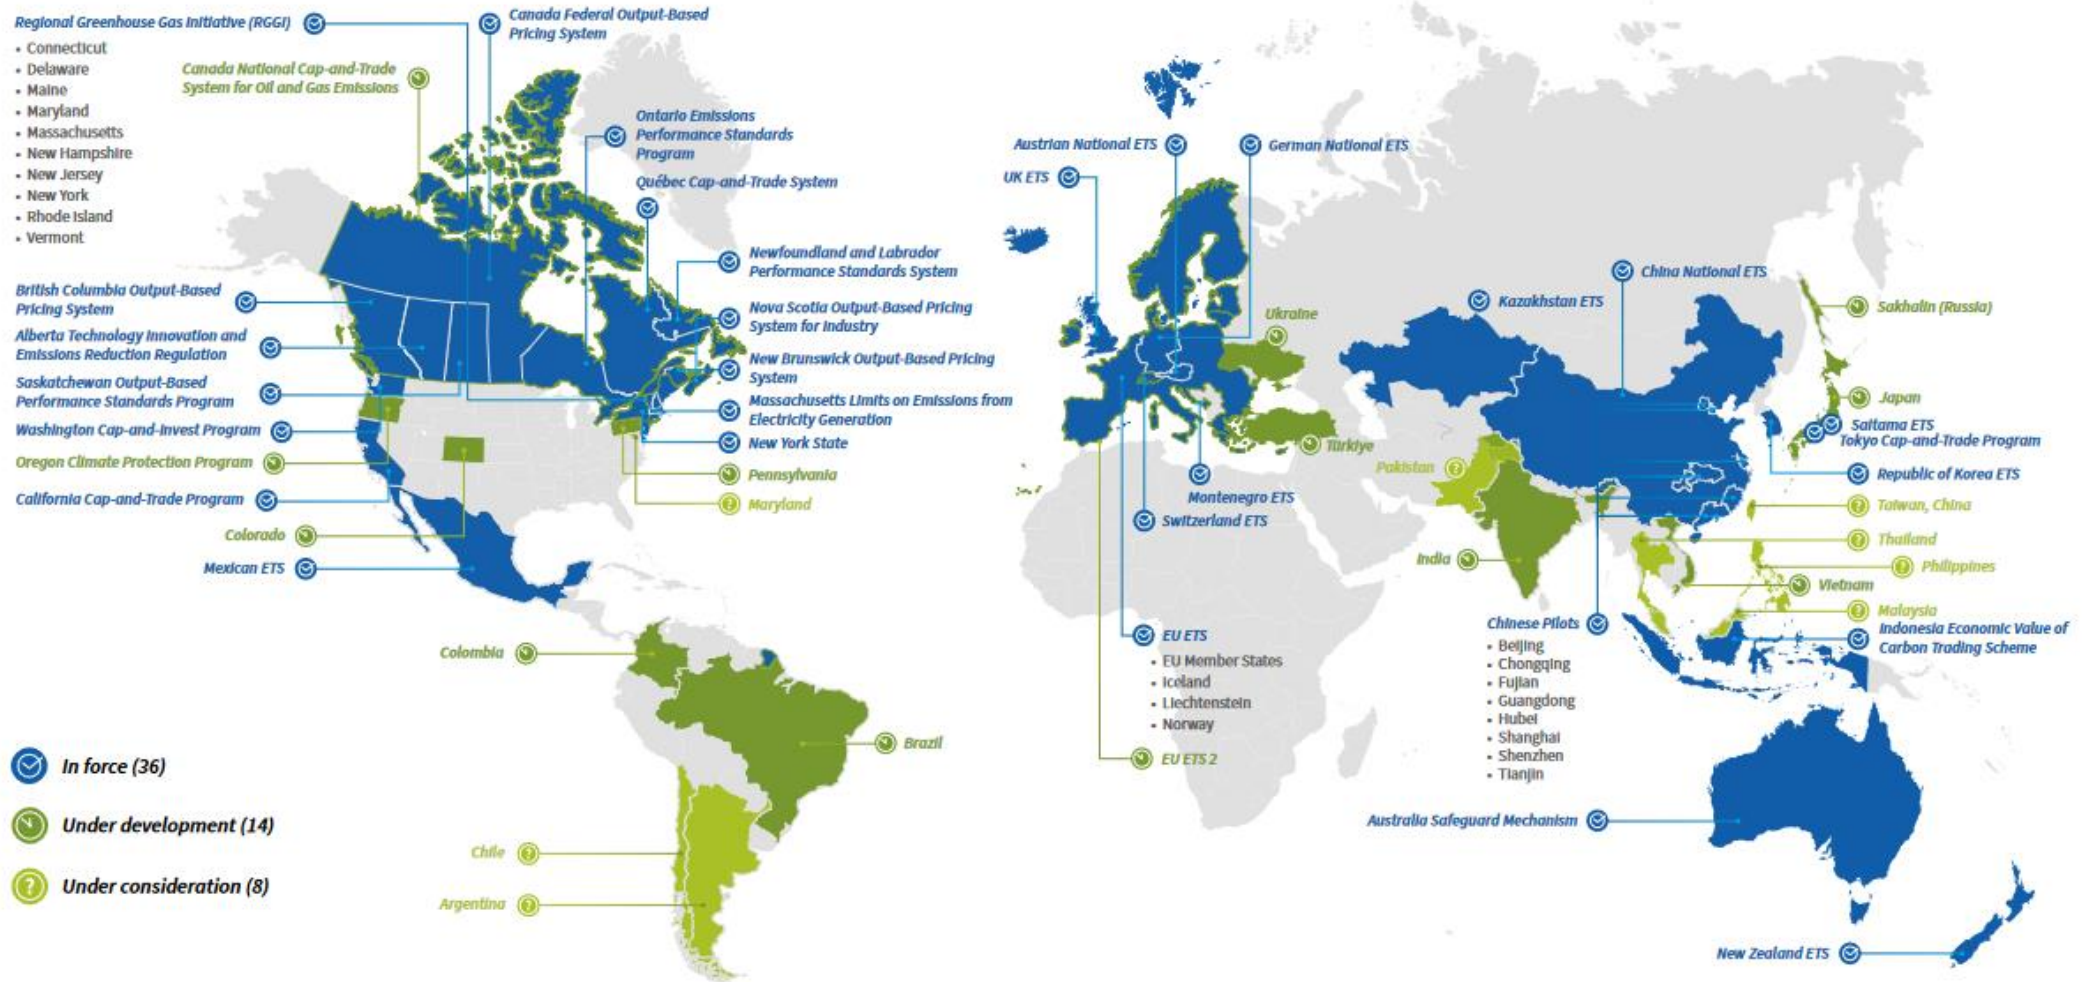 Regional Greenhouse Gas Initiative (RGGI)
• Connecticut
• Delaware
• Maine
• Maryland
• Massachusetts
• New Hampshire
• New Jersey
• New York
• Rhode Island
• Vermont
Canada Federal Output-Based
Pricing System
Canada National Cap-and-Trade
System for Oil and Gas Emissions
Ontario Emissions
Performance Standards
Program
Québec Cap-and-Trade System
Newfoundland and Labrador
Performance Standards System
Nova Scotia Output-Based Pricing
System for Industry
New Brunswick Output-Based Pricing
System
Massachusetts Limits on Emissions from
Electricity Generation
New York State
Pennsylvania
Maryland
British Columbia Output-Based
Pricing System
Alberta Technology Innovation and
Emissions Reduction Regulation
Saskatchewan Output-Based
Performance Standards Program
Washington Cap-and-Invest Program
Oregon Climate Protection Program
California Cap-and-Trade Program
Colorado
Mexican ETS
Colombia
Brazil
Chile
Argentina
In force (36)
Under development (14)
Under consideration (8)
Austrian National ETS
German National ETS
UK ETS
Ukraine
Türkiye
Montenegro ETS
Switzerland ETS
EU ETS
• EU Member States
• Iceland
• Liechtenstein
• Norway
EU ETS 2
Kazakhstan ETS
China National ETS
Sakhalin (Russia)
Japan
Saitama ETS
Tokyo Cap-and-Trade Program
Republic of Korea ETS
Pakistan
India
Taiwan, China
Thailand
Philippines
Vietnam
Malaysia
Indonesia Economic Value of
Carbon Trading Scheme
Chinese Pilots
• Beijing
• Chongqing
• Fujian
• Guangdong
• Hubei
• Shanghai
• Shenzhen
• Tianjin
Australia Safeguard Mechanism
New Zealand ETS